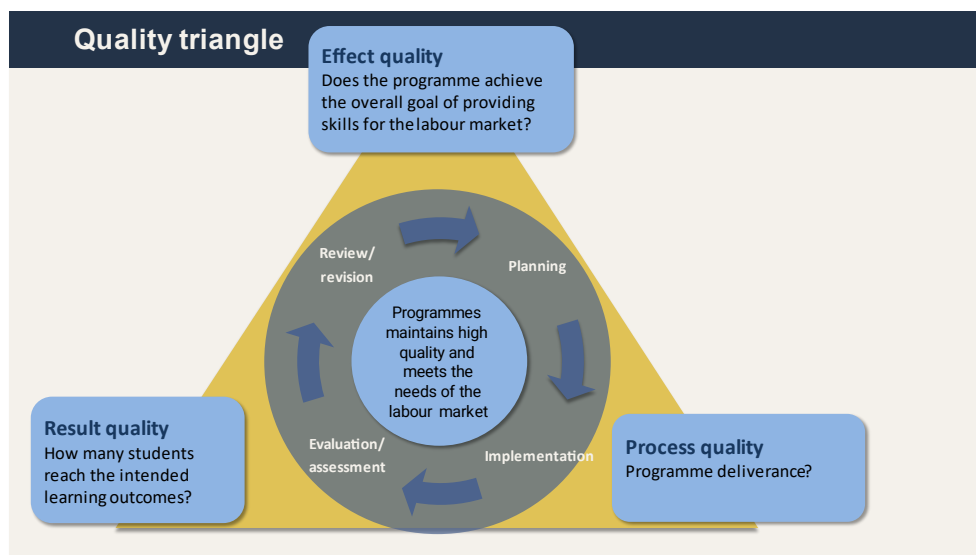 Quality triangle
Effect quality
Does the programme achieve
the overall goal of providing
skills for the labour market?
Review/
revision
Planning
Programmes
maintains high
quality and
meets the
needs of the
labour market
Evaluation/
assessment
Implementation
Result quality
How many students
reach the intended
learning outcomes?
Process quality
Programme deliverance?